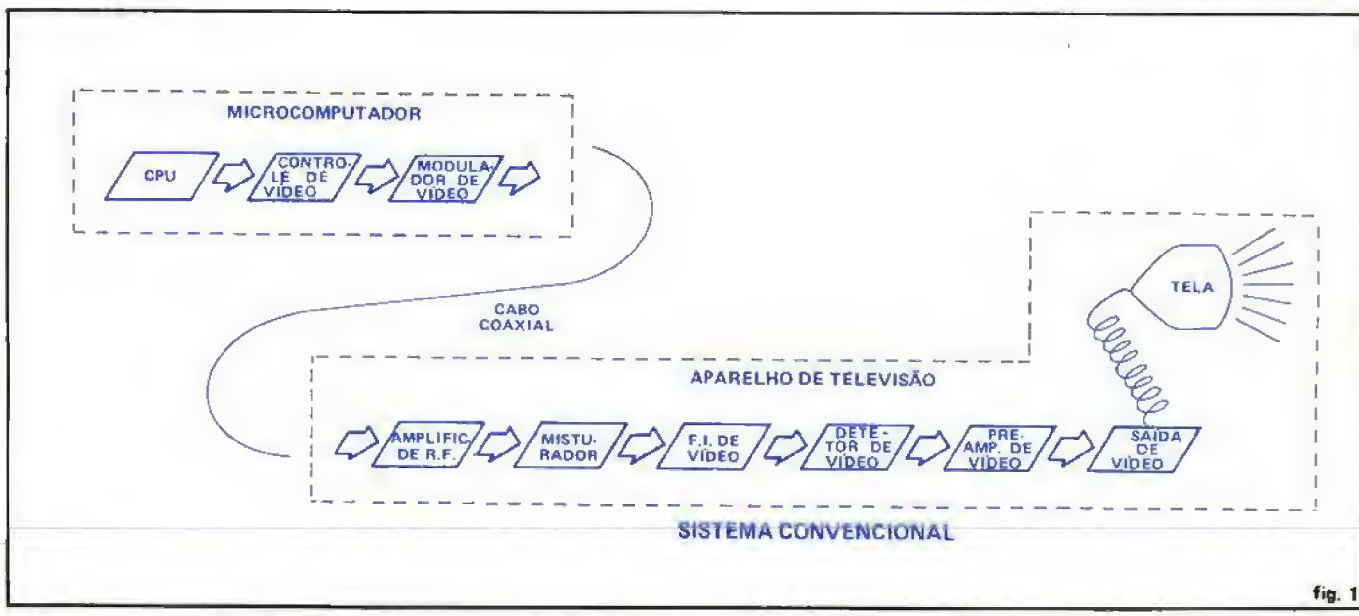 MICROCOMPUTADOR
CPU
CONTRO-
LE DE
VÍDEO
MODULA-
DOR DE
VÍDEO
CABO
COAXIAL
TELA
APARELHO DE TELEVISÃO
AMPLIFIC.
DE R.F.
MISTU-
RADOR
F.I. DE
VÍDEO
DETE-
TOR DE
VÍDEO
PRE-
AMP. DE
VÍDEO
SAÍDA
DE
VÍDEO
SISTEMA CONVENCIONAL
fig. 1